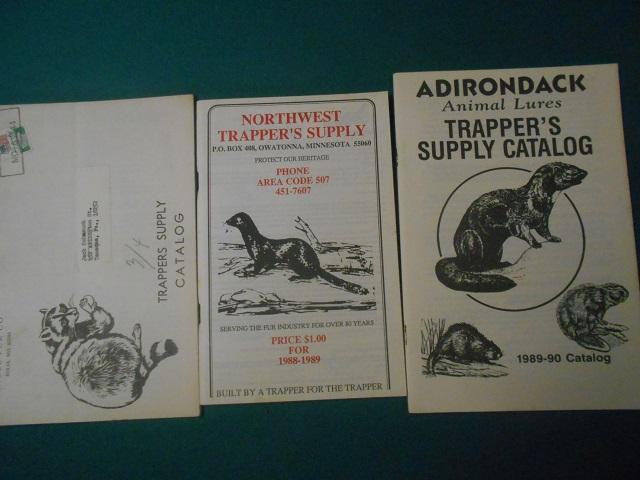 3/4
TRAPPERS SUPPLY
CATALOG
NORTHWEST
TRAPPER'S SUPPLY
P.O. BOX 408, OWATONNA, MINNESOTA 55060
PROTECT OUR HERITAGE
PHONE
AREA CODE 507
451-7607
SERVING THE FUR INDUSTRY FOR OVER 80 YEARS
PRICE $1.00
FOR
1988-1989
BUILT BY A TRAPPER FOR THE TRAPPER
ADIRONDACK
Animal Lures
TRAPPER'S
SUPPLY CATALOG
1989-90 Catalog